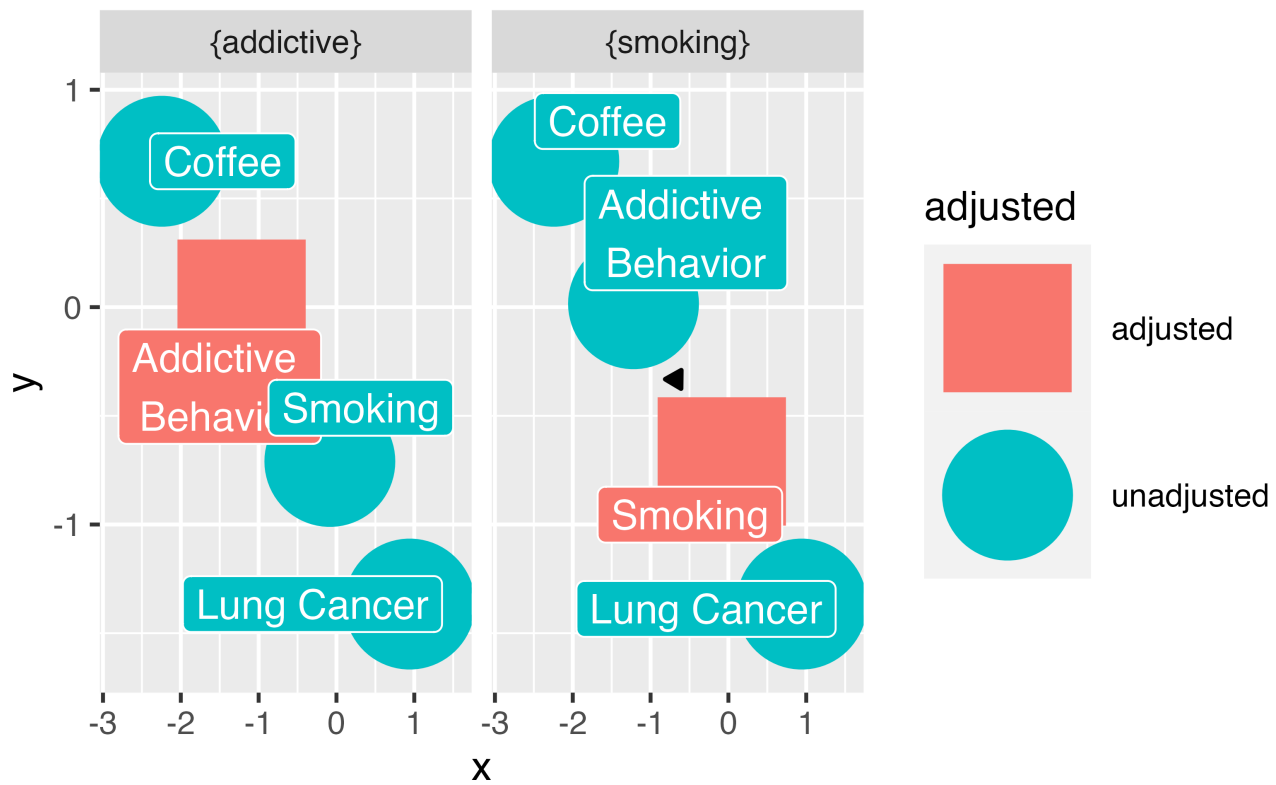 {addictive}
{smoking}
1
0
-1
y
Coffee
Addictive
Behavi
Smoking
Lung Cancer
Coffee
Addictive
Behavior
Smoking
Lung Cancer
-3 -2 -1 0 1
-3 -2 -1 0 1
x
adjusted
adjusted
unadjusted